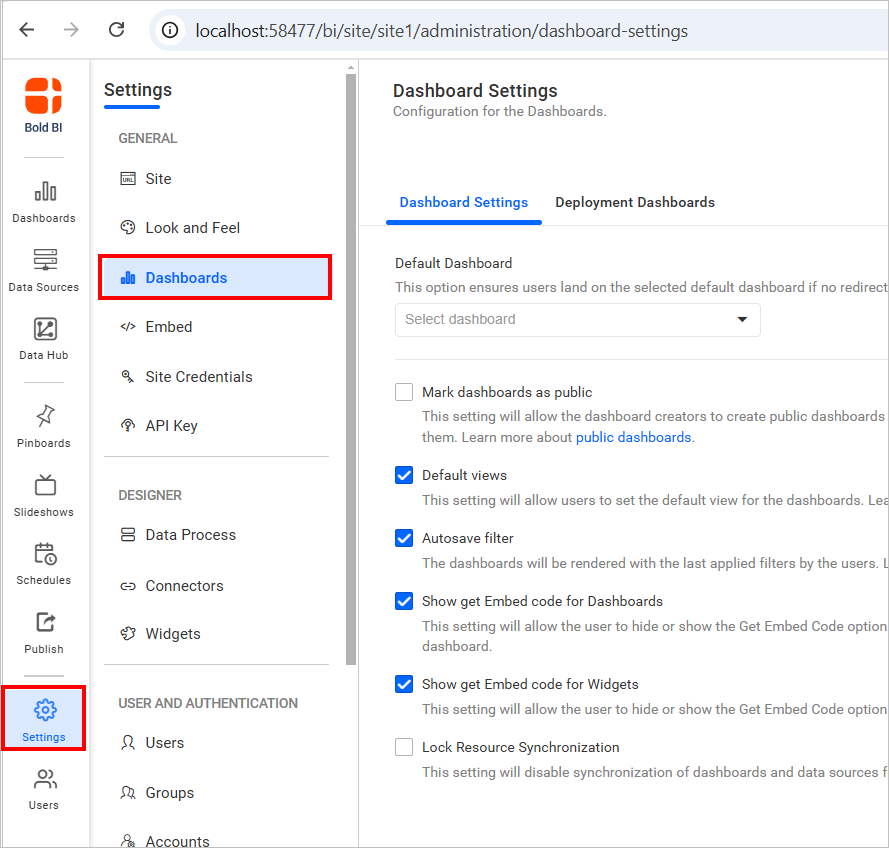 localhost:58477/bi/site/site1/administration/dashboard-settings
Bold BI
Dashboards
Data Sources
Data Hub
Pinboards
Slideshows
Schedules
Publish
Settings
Users
Settings
GENERAL
URL Site
Look and Feel
Dashboards
</> Embed
Site Credentials
API Key
DESIGNER
Data Process
Connectors
Widgets
USER AND AUTHENTICATION
Users
Groups
Accounts
Dashboard Settings
Configuration for the Dashboards.
Dashboard Settings Deployment Dashboards
Default Dashboard
This option ensures users land on the selected default dashboard if no redirect
Select dashboard
Mark dashboards as public
This setting will allow the dashboard creators to create public dashboards
them. Learn more about public dashboards.
Default views
This setting will allow users to set the default view for the dashboards. Lea
Autosave filter
The dashboards will be rendered with the last applied filters by the users. L
Show get Embed code for Dashboards
This setting will allow the user to hide or show the Get Embed Code option
dashboard.
Show get Embed code for Widgets
This setting will allow the user to hide or show the Get Embed Code option
Lock Resource Synchronization
This setting will disable synchronization of dashboards and data sources f